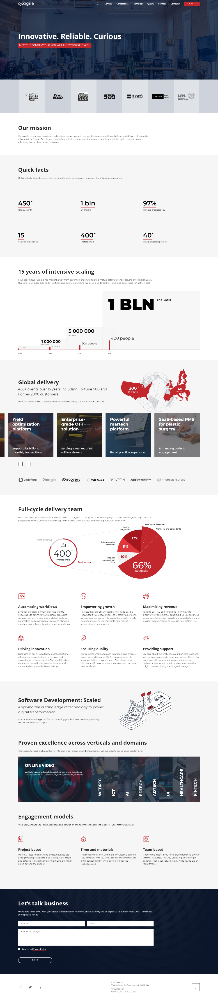 oxagile
Services Competence Technology Quality Portfolio Company CONTACT US
Innovative. Reliable. Curious
MEET THE COMPANY THAT YOU WILL ENJOY WORKING WITH
IAOP
World's Best
Outsourcing
Advisors
Inc.
5000
Deloitte
500
500
Microsoft
Gold Partner
ORACLE Silver
Partner
IBM
Registered
Business Partner
Our mission
We enable progressive businesses to transform, scale and gain competitive advantage, through the expert delivery of innovative,
tailor made software. Our elegant, data-driven solutions help organizations and people around the world to perform more
effectively and achieve better outcomes.
Quick facts
Utilizing technology to drive efficiency, enable scale, encourage engagement and facilitate ease of use.
450+
Happy clients
1 bln
End users
97%
Release predictability
15
Years of experience
400+
Professionals
40+
R&D pioneered projects
15 years of intensive scaling
Founded in 2005, Oxagile has made the way from a promising tech startup to a mature software vendor serving over 1 billion users.
Our solid knowledge around 30+ verticals and business domains makes us a go-to partner in helping businesses run at their best.
1 BLN end-users
5 000 000
end-users
400 people
1 000 000
end-users
200 people
75 people
people
2005 2010 2015 2020
Global delivery
450+ clients over 15 years including Fortune 500 and
Forbes 2000 customers
We focus on US and EU markets. We have been delivering solutions to 40+ countries.
200+
CLIENTS
140+
CLIENTS
Yield
optimization
platform
Support for billions
monthly transactions
Enterprise-
grade OTT
solution
Serving a market of 69
million viewers
Powerful
martech
platform
Rapid practice expansion
SaaS-based PMS
for plastic
surgery
Enhancing patient
engagement
vodafone Google Discovery
CHANNEL KALTURA VEON MIT MANAGEMENT
SLOAN SCHOOL THOMSON REUTERS
Full-cycle delivery team
We're a team of forward thinkers for whom work at Oxagile is a calling. We believe that progress is made through strong leadership,
progressive research, continuous learning, dedication to client success, and a strong pursuit of excellence.
DevOps professionals
Quality
engineers
Architects and consultants
13%
Administrative
QA automation
engineers
11%
400+
Professionals
Program
management
office
10%
Engineering
66%
Developers
Automating workflows
Leverage our cross-domain expertise and ML
knowledge to optimize your business processes.
Achieve next-gen efficiencies and slash costs by
automating customer support, resource planning,
regulatory compliance, fraud prevention, and more.
Empowering growth
Harness the skills of our expert architects to build a
robust, fault-tolerant solution. Easily scale your system
as your business grows — to support a virtually infinite
number of users as you move into new market
segments and geographies.
Maximizing revenue
Tap into our R&D and consulting know-hows to
discover new commercial opportunities. Use advanced
customer intelligence, innovative product features, and
diverse revenue models to increase your bottom line.
Driving innovation
Capitalize on our AI expertise to boost operational
efficiencies, ensure faster time to value, and
revolutionize customer service. Tap into ML-driven
augmented analytics to gain new insights and
dramatically improve decision-making.
Ensuring quality
Our comprehensive approach to product and process
quality covers the entire SDLC — from discovery to
implementation to maintenance. This allows us to
discover and fix problems early, cut costs, and increase
user satisfaction.
Providing support
We care about the challenges your business faces and
we want our solutions to bring you success. This is why
our teams offer you expert support after product
delivery and work with you to iron out any kinks that
might come up during the integration stage.
Software Development: Scaled
Applying the cutting edge of technology to power
digital transformation
Our services run the gamut from scrutinizing your business needs to providing
continuous software support.
Proven excellence across verticals and domains
The successful partnership with over 400 clients gave us profound knowledge of various industries and business domains.
ONLINE VIDEO
We build custom video solutions to help you create exceptional
viewing experiences — across web, mobile, smart TVs, and more.
WEBRTC
IOT
AI
EDTECH
ADTECH
BI
HEALTHCARE
FINTECH
Engagement models
We deeply analyze your business needs and consult on the optimal engagement model for your software project.
Project-based
Perfectly fitted for short-time endeavors, fixed bid
engagements presuppose a clear-cut project scope
and detailed release roadmap, minimizing the risk of
going beyond the budget.
Time and materials
This model works best with high-level, loosely defined
requirements. With T&M, you achieve maximum scope
and budget flexibility while paying only for the
resources used.
Team-based
Choose this model if you need a rapid ramp up of your
internal resources. This way, you can quickly bring in
expert or highly specialized talent, while saving big on
recruitment.
Let's talk business
We're here to help you with your digital transformation journey. Contact us now, and an expert will get back to you ASAP to discuss
your specific needs.
Name * Email *
How we can help you?
I agree to Privacy Policy
SEND
+1 855 466 9244
77 Water Street, 8th Floor New York, 10005, USA
PRIVACY POLICY
2020 © ALL RIGHTS RESERVED